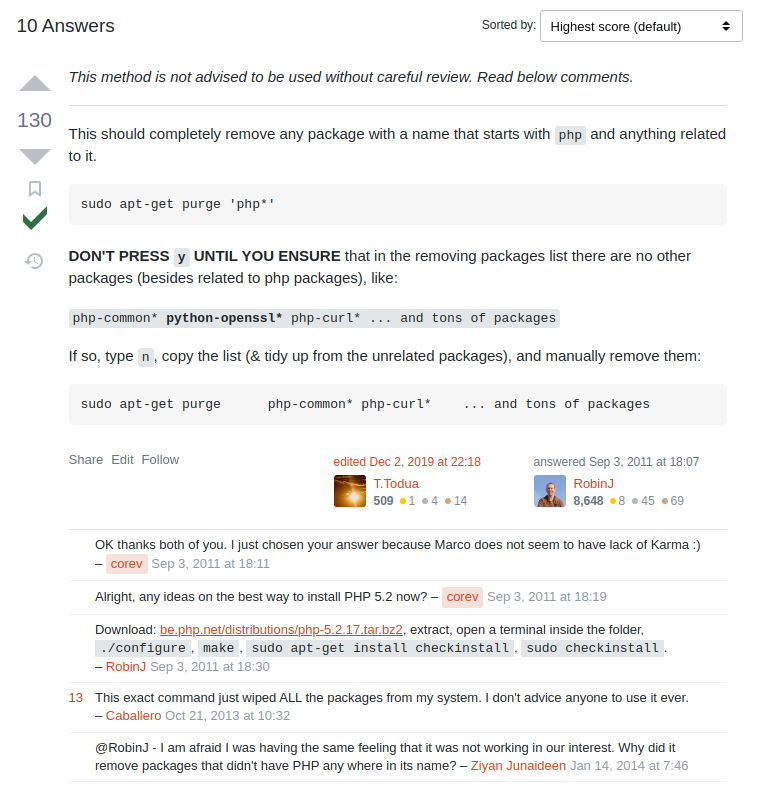 10 Answers
Sorted by: Highest score (default)
This method is not advised to be used without careful review. Read below comments.
130
This should completely remove any package with a name that starts with php and anything related
to it.
sudo apt-get purge 'php*'
DON'T PRESS y UNTIL YOU ENSURE that in the removing packages list there are no other
packages (besides related to php packages), like:
php-common* python-openssl* php-curl* ... and tons of packages
If so, type n, copy the list (& tidy up from the unrelated packages), and manually remove them:
sudo apt-get purge      php-common* php-curl*    ... and tons of packages
Share Edit Follow
edited Dec 2, 2019 at 22:18
T.Todua
509 1 4 14
answered Sep 3, 2011 at 18:07
RobinJ
8,648 8 45 69
OK thanks both of you. I just chosen your answer because Marco does not seem to have lack of Karma :)
– corev Sep 3, 2011 at 18:11
Alright, any ideas on the best way to install PHP 5.2 now? – corev Sep 3, 2011 at 18:19
Download: be.php.net/distributions/php-5.2.17.tar.bz2, extract, open a terminal inside the folder,
./configure, make, sudo apt-get install checkinstall, sudo checkinstall.
– RobinJ Sep 3, 2011 at 18:30
13 This exact command just wiped ALL the packages from my system. I don't advice anyone to use it ever.
– Caballero Oct 21, 2013 at 10:32
@RobinJ - I am afraid I was having the same feeling that it was not working in our interest. Why did it
remove packages that didn't have PHP any where in its name? – Ziyan Junaideen Jan 14, 2014 at 7:46